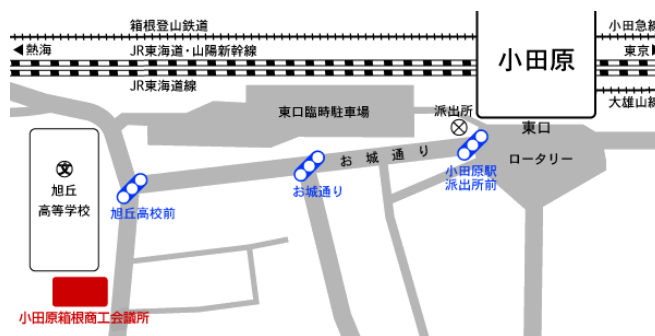 箱根登山鉄道
小田急線
◀熱海
JR東海道・山陽新幹線
小田原
東京▶
JR東海道線
大雄山線
東口臨時駐車場
派出所
東口
文
お城通り
ロータリー
旭丘
高等学校
小田原駅
派出所前
お城通り
旭丘高校前
小田原箱根商工会議所